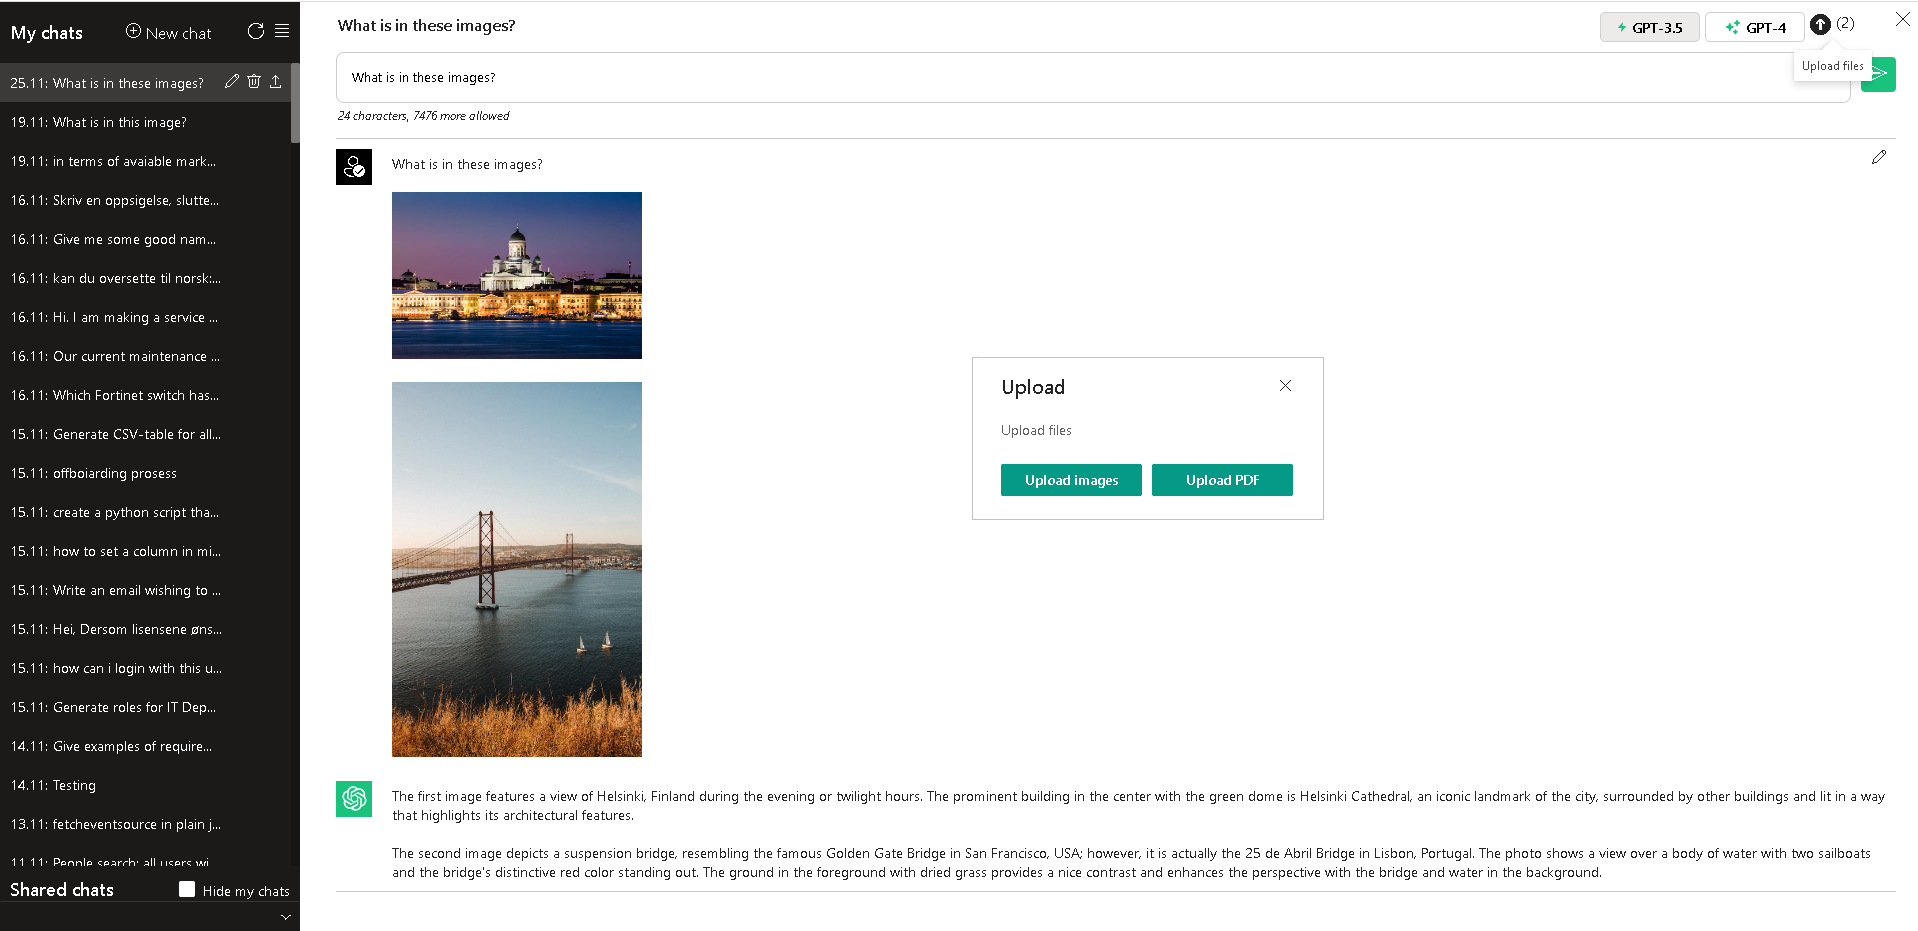 My chats
New chat
25.11: What is in these images?
19.11: What is in this image?
19.11: in terms of avaiable mark...
16.11: Skriv en oppsigelse, slutte...
16.11: Give me some good nam...
16.11: kan du oversette til norsk:...
16.11: Hi. I am making a service ...
16.11: Our current maintenance ...
16.11: Which Fortinet switch has...
15.11: Generate CSV-table for all...
15.11: offboiarding prosess
15.11: create a python script tha...
15.11: how to set a column in mi...
15.11: Write an email wishing to ...
15.11: Hei, Dersom lisensene øns...
15.11: how can i login with this u...
15.11: Generate roles for IT Dep...
14.11: Give examples of require...
14.11: Testing
13.11: fetcheventsource in plain j...
11.11: People search: all users wi...
Shared chats
Hide my chats
What is in these images?
GPT-3.5
GPT-4
(2)
Upload files
What is in these images?
24 characters, 7476 more allowed
What is in these images?
Upload
Upload files
Upload images
Upload PDF
The first image features a view of Helsinki, Finland during the evening or twilight hours. The prominent building in the center with the green dome is Helsinki Cathedral, an iconic landmark of the city, surrounded by other buildings and lit in a way
that highlights its architectural features.
The second image depicts a suspension bridge, resembling the famous Golden Gate Bridge in San Francisco, USA; however, it is actually the 25 de Abril Bridge in Lisbon, Portugal. The photo shows a view over a body of water with two sailboats
and the bridge's distinctive red color standing out. The ground in the foreground with dried grass provides a nice contrast and enhances the perspective with the bridge and water in the background.